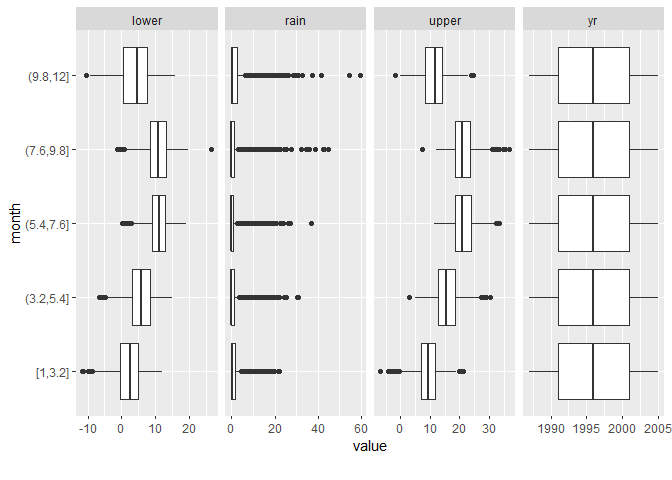 lower rain upper yr
(9.8,12]
(7.6,9.8]
(5.4,7.6]
(3.2,5.4]
[1,3.2]
month
-10 0 10 20 0 20 40 60 0 10 20 30 1990 1995 2000 2005
value